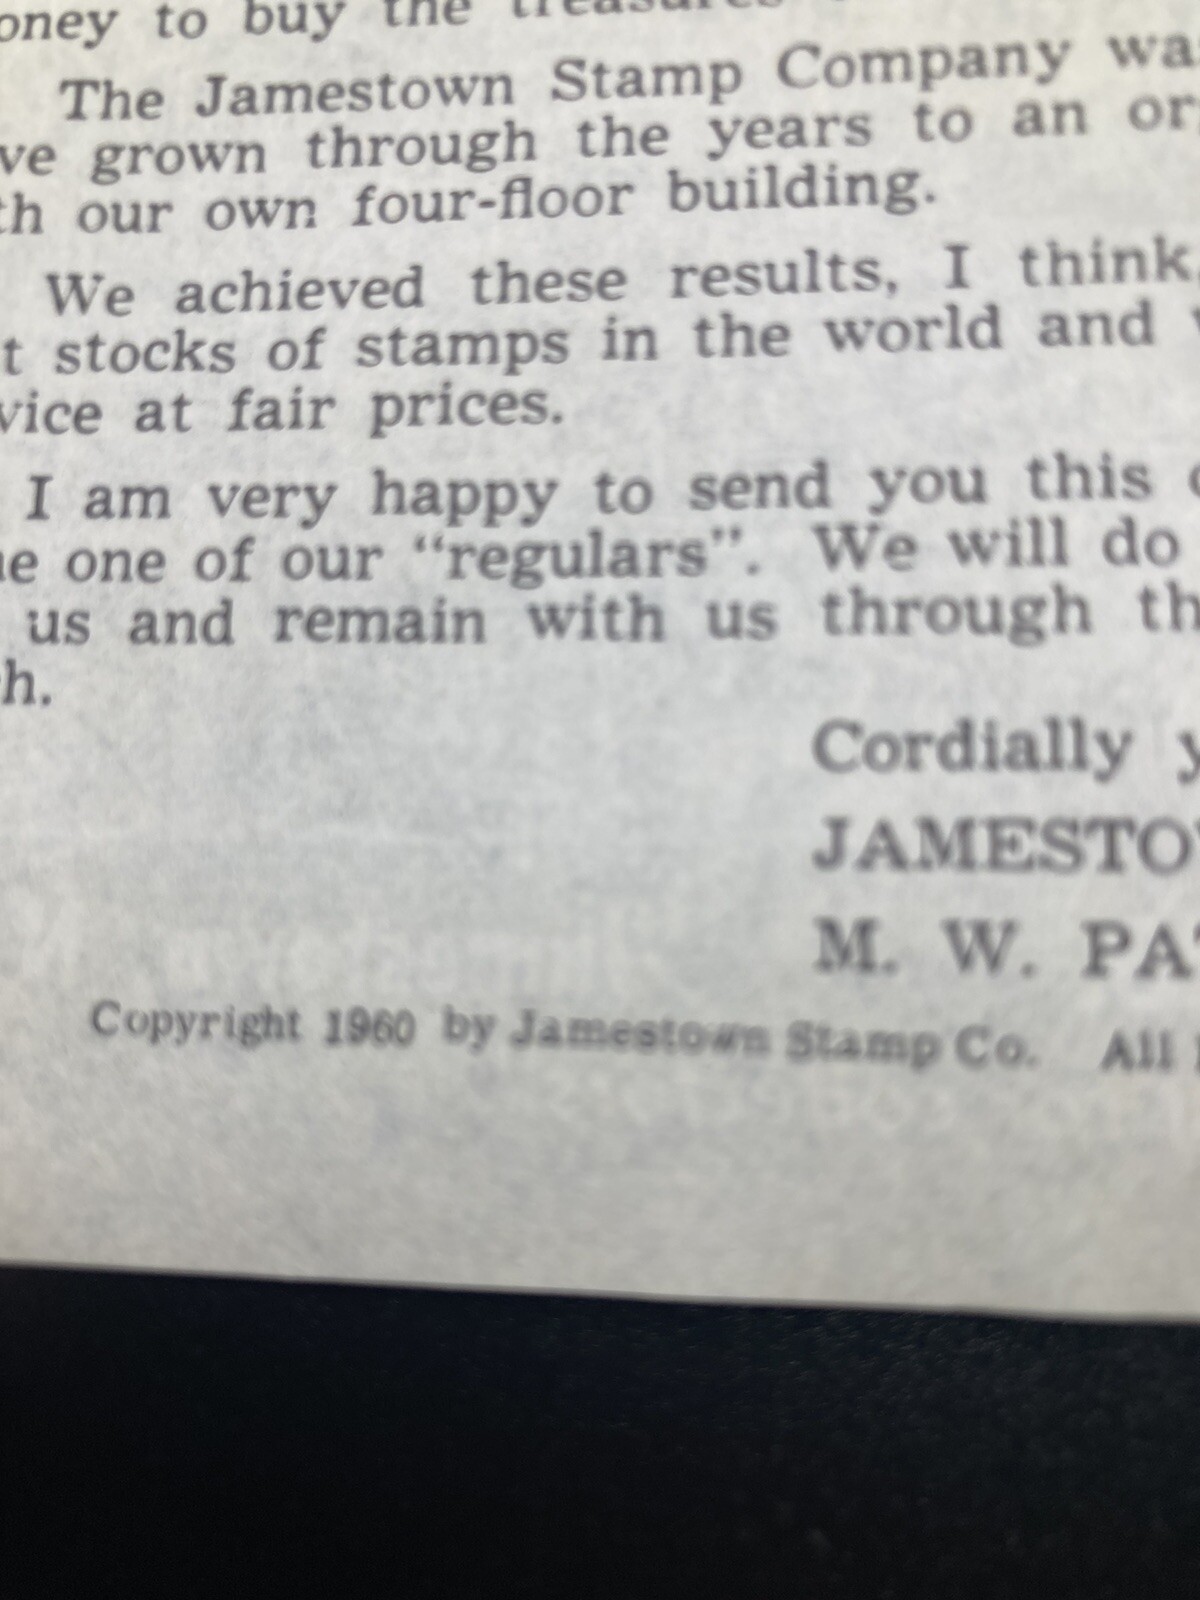 oney to buy the treasures
The Jamestown Stamp Company wa
ve grown through the years to an or
th our own four-floor building.
We achieved these results, I think,
t stocks of stamps in the world and
vice at fair prices.
I am very happy to send you this
e one of our “regulars”. We will do
us and remain with us through th
h.
Cordially y
JAMESTOW
M. W. PAT
Copyright 1960 by Jamestown Stamp Co. All